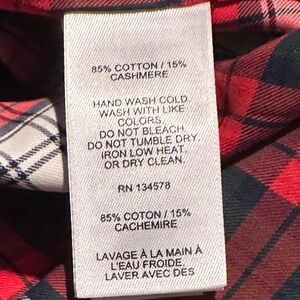 85% COTTON / 15%
CASHMERE
HAND WASH COLD.
WASH WITH LIKE
COLORS.
DO NOT BLEACH.
DO NOT TUMBLE DRY.
IRON LOW HEAT.
OR DRY CLEAN.
RN 134578
85% COTON / 15%
CACHEMIRE
LAVAGE À LA MAIN À
L'EAU FROIDE.
LAVER AVEC DES